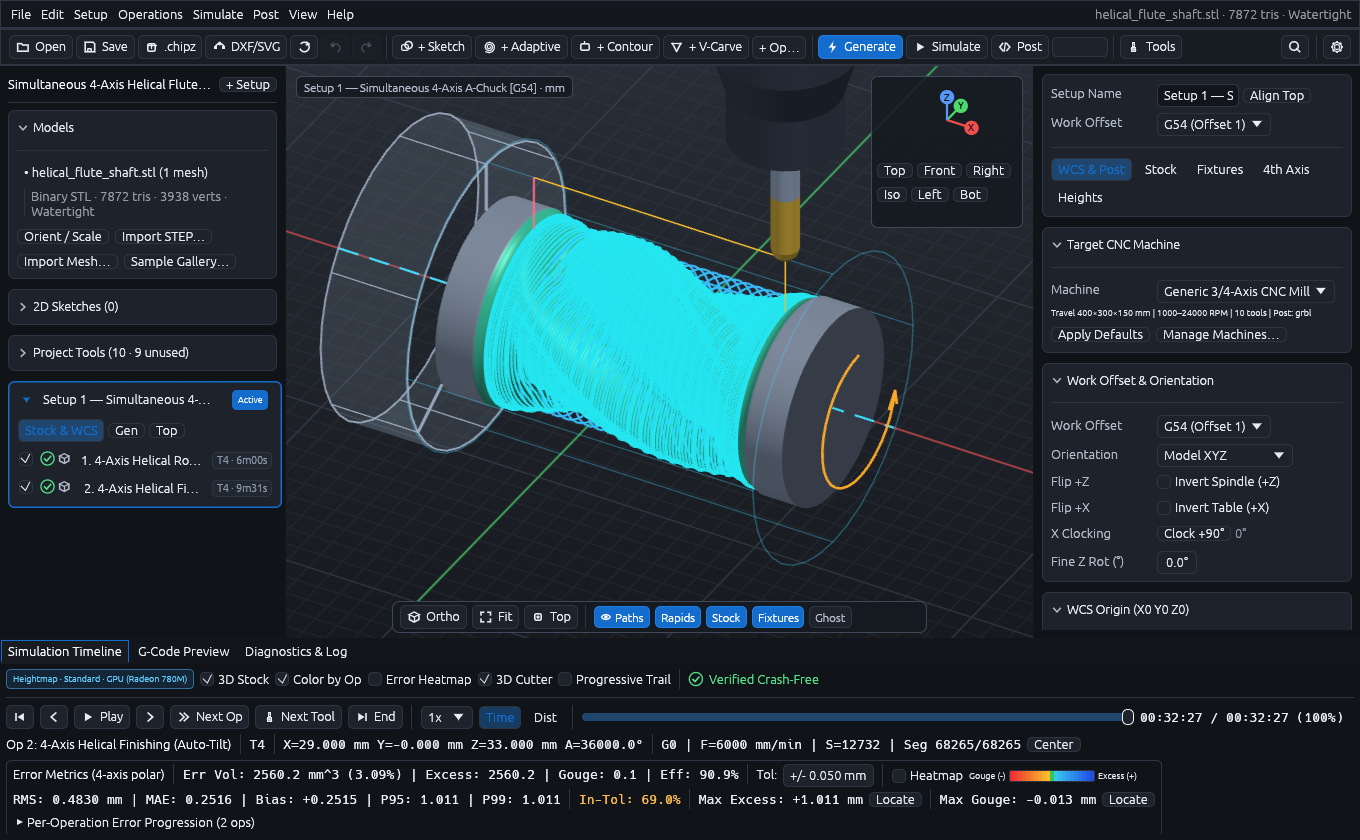 File Edit Setup Operations Simulate Post View Help
helical_flute_shaft.stl · 7872 tris · Watertight
Open Save .chipz DXF/SVG + Sketch + Adaptive + Contour + V-Carve + Op… Generate Simulate Post Tools
Simultaneous 4-Axis Helical Flute… + Setup
Models
• helical_flute_shaft.stl (1 mesh)
Binary STL · 7872 tris · 3938 verts ·
Watertight
Orient / Scale Import STEP…
Import Mesh… Sample Gallery…
2D Sketches (0)
Project Tools (10 · 9 unused)
Setup 1 — Simultaneous 4-… Active
Stock & WCS Gen Top
1. 4-Axis Helical Ro… T4 · 6m00s
2. 4-Axis Helical Fi… T4 · 9m31s
Setup 1 — Simultaneous 4-Axis A-Chuck [G54] · mm
Z
Y
X
Top Front Right
Iso Left Bot
Ortho Fit Top Paths Rapids Stock Fixtures Ghost
Setup Name Setup 1 — S Align Top
Work Offset G54 (Offset 1)
WCS & Post Stock Fixtures 4th Axis
Heights
Target CNC Machine
Machine Generic 3/4-Axis CNC Mill
Travel 400×300×150 mm | 1000–24000 RPM | 10 tools | Post: grbl
Apply Defaults Manage Machines…
Work Offset & Orientation
Work Offset G54 (Offset 1)
Orientation Model XYZ
Flip +Z Invert Spindle (+Z)
Flip +X Invert Table (+X)
X Clocking Clock +90° 0°
Fine Z Rot (°) 0.0°
WCS Origin (X0 Y0 Z0)
Simulation Timeline G-Code Preview Diagnostics & Log
Heightmap · Standard · GPU (Radeon 780M) 3D Stock Color by Op Error Heatmap 3D Cutter Progressive Trail Verified Crash-Free
Play Next Op Next Tool End 1x Time Dist 00:32:27 / 00:32:27 (100%)
Op 2: 4-Axis Helical Finishing (Auto-Tilt) T4 X=29.000 mm Y=-0.000 mm Z=33.000 mm A=36000.0° G0 | F=6000 mm/min | S=12732 | Seg 68265/68265 Center
Error Metrics (4-axis polar) Err Vol: 2560.2 mm^3 (3.09%) | Excess: 2560.2 | Gouge: 0.1 | Eff: 90.9% Tol: +/- 0.050 mm Heatmap Gouge (-) Excess (+)
RMS: 0.4830 mm | MAE: 0.2516 | Bias: +0.2515 | P95: 1.011 | P99: 1.011 In-Tol: 69.0% Max Excess: +1.011 mm Locate Max Gouge: -0.013 mm Locate
Per-Operation Error Progression (2 ops)